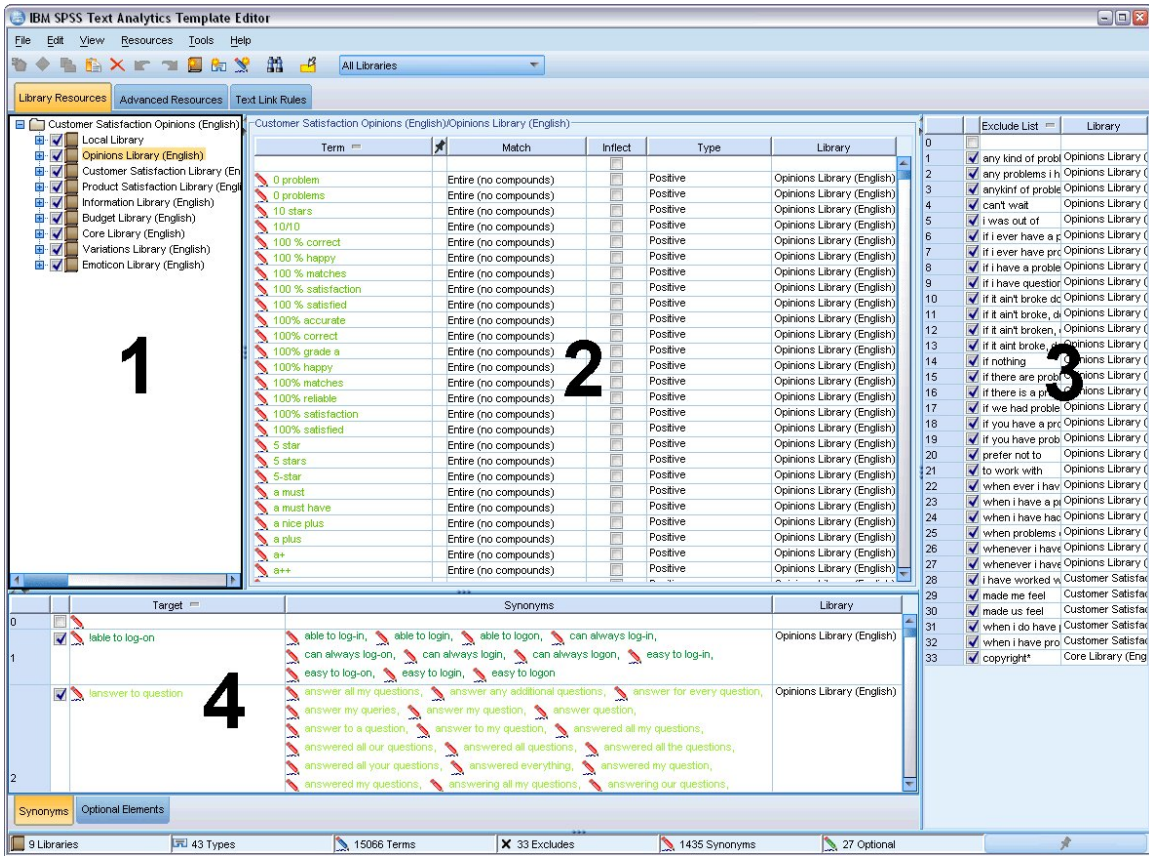 IBM SPSS Text Analytics Template Editor
File Edit View Resources Tools Help
All Libraries
Library Resources Advanced Resources Text Link Rules
Customer Satisfaction Opinions (English)
Local Library
Opinions Library (English)
Customer Satisfaction Library (En
Product Satisfaction Library (Engli
Information Library (English)
Budget Library (English)
Core Library (English)
Variations Library (English)
Emoticon Library (English)
1
Customer Satisfaction Opinions (English)/Opinions Library (English)
Term Match Inflect Type Library
0 problem Entire (no compounds) Positive Opinions Library (English)
0 problems Entire (no compounds) Positive Opinions Library (English)
10 stars Entire (no compounds) Positive Opinions Library (English)
10/10 Entire (no compounds) Positive Opinions Library (English)
100 % correct Entire (no compounds) Positive Opinions Library (English)
100 % happy Entire (no compounds) Positive Opinions Library (English)
100 % matches Entire (no compounds) Positive Opinions Library (English)
100 % satisfaction Entire (no compounds) Positive Opinions Library (English)
100 % satisfied Entire (no compounds) Positive Opinions Library (English)
100% accurate Entire (no compounds) Positive Opinions Library (English)
100% correct Entire (no compounds) Positive Opinions Library (English)
100% grade a Entire (no compounds) Positive Opinions Library (English)
100% happy Entire (no compounds) Positive Opinions Library (English)
100% matches Entire (no compounds) Positive Opinions Library (English)
100% reliable Entire (no compounds) Positive Opinions Library (English)
100% satisfaction Entire (no compounds) Positive Opinions Library (English)
100% satisfied Entire (no compounds) Positive Opinions Library (English)
5 star Entire (no compounds) Positive Opinions Library (English)
5 stars Entire (no compounds) Positive Opinions Library (English)
5-star Entire (no compounds) Positive Opinions Library (English)
a must Entire (no compounds) Positive Opinions Library (English)
a must have Entire (no compounds) Positive Opinions Library (English)
a nice plus Entire (no compounds) Positive Opinions Library (English)
a plus Entire (no compounds) Positive Opinions Library (English)
a+ Entire (no compounds) Positive Opinions Library (English)
a++ Entire (no compounds) Positive Opinions Library (English)
2
Exclude List Library
0
1 any kind of probl Opinions Library (
2 any problems i h Opinions Library (
3 anykinf of proble Opinions Library (
4 can't wait Opinions Library (
5 i was out of Opinions Library (
6 if i ever have a p Opinions Library (
7 if i ever have pro Opinions Library (
8 if i have a proble Opinions Library (
9 if i have question Opinions Library (
10 if it ain't broke do Opinions Library (
11 if it ain't broke, d Opinions Library (
12 if it ain't broken, Opinions Library (
13 if it aint broke, Opinions Library (
14 if nothing Opinions Library (
15 if there are probl Opinions Library (
16 if there is a Opinions Library (
17 if we had proble Opinions Library (
18 if you have a pro Opinions Library (
19 if you have prob Opinions Library (
20 prefer not to Opinions Library (
21 to work with Opinions Library (
22 when ever i hav Opinions Library (
23 when i have a p Opinions Library (
24 when i have had Opinions Library (
25 when problems Opinions Library (
26 whenever i have Opinions Library (
27 whenever i have Opinions Library (
28 i have worked w Customer Satisfac
29 made me feel Customer Satisfac
30 made us feel Customer Satisfac
31 when i do have Customer Satisfac
32 when i have pro Customer Satisfac
33 copyright* Core Library (Eng
3
Target Synonyms Library
0
1 !able to log-on able to log-in, able to login, able to logon, can always log-in, Opinions Library (English)
can always log-on, can always login, can always logon, easy to log-in,
easy to log-on, easy to login, easy to logon
2 !answer to question answer all my questions, answer any additional questions, answer for every question, Opinions Library (English)
answer my queries, answer my question, answer question,
answer to a question, answer to my question, answered all my questions,
answered all our questions, answered all questions, answered all the questions,
answered all your questions, answered everything, answered my question,
answered my questions, answering all my questions, answering our questions,
4
Synonyms Optional Elements
9 Libraries 43 Types 15066 Terms 33 Excludes 1435 Synonyms 27 Optional